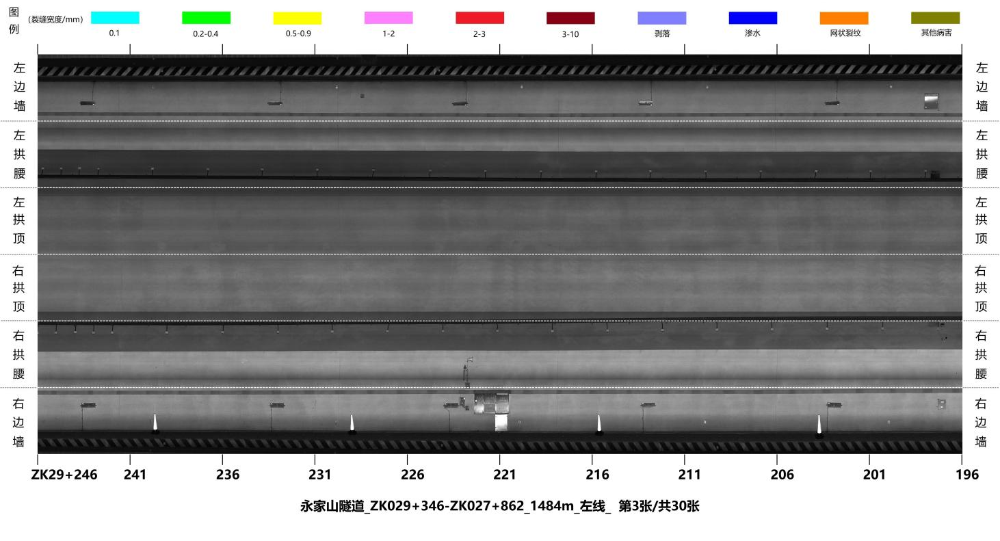 图例
(裂缝宽度/mm)
0.1
0.2-0.4
0.5-0.9
1-2
2-3
3-10
剥落
渗水
网状裂纹
其他病害
左边墙
左边墙
左拱腰
左拱腰
左拱顶
左拱顶
右拱顶
右拱顶
右拱腰
右拱腰
右边墙
右边墙
ZK29+246 241 236 231 226 221 216 211 206 201 196
永家山隧道_ZK029+346-ZK027+862_1484m_左线_ 第3张/共30张